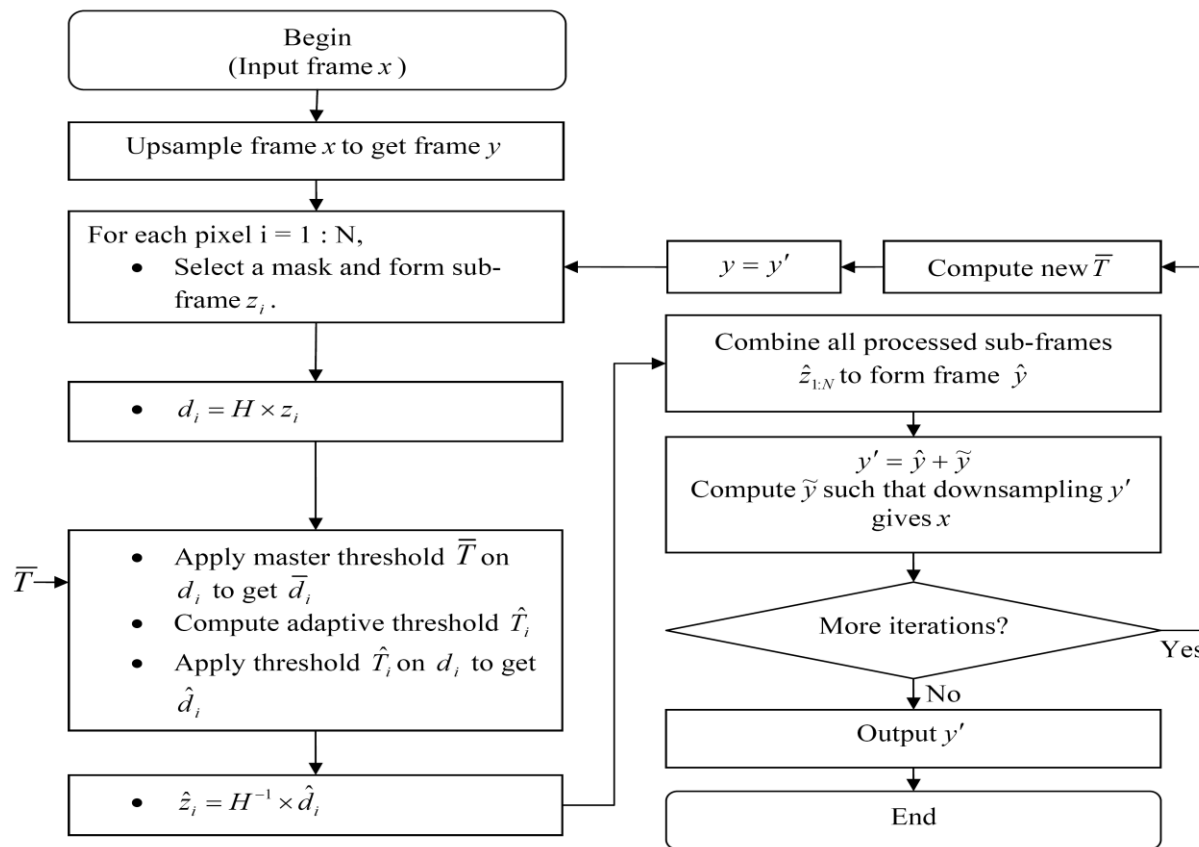 Begin
(Input frame x )
Upsample frame x to get frame y
For each pixel i = 1 : N,
• Select a mask and form sub-
frame z_i .
• d_i = H × z_i
T̅
• Apply master threshold T̅ on
d_i to get d̅_i
• Compute adaptive threshold T̂_i
• Apply threshold T̂_i on d_i to get
d̂_i
• ẑ_i = H⁻¹ × d̂_i
y = y′
Compute new T̅
Combine all processed sub-frames
ẑ_{1:N} to form frame ŷ
y′ = ŷ + ỹ
Compute ỹ such that downsampling y′
gives x
More iterations?
Yes
No
Output y′
End